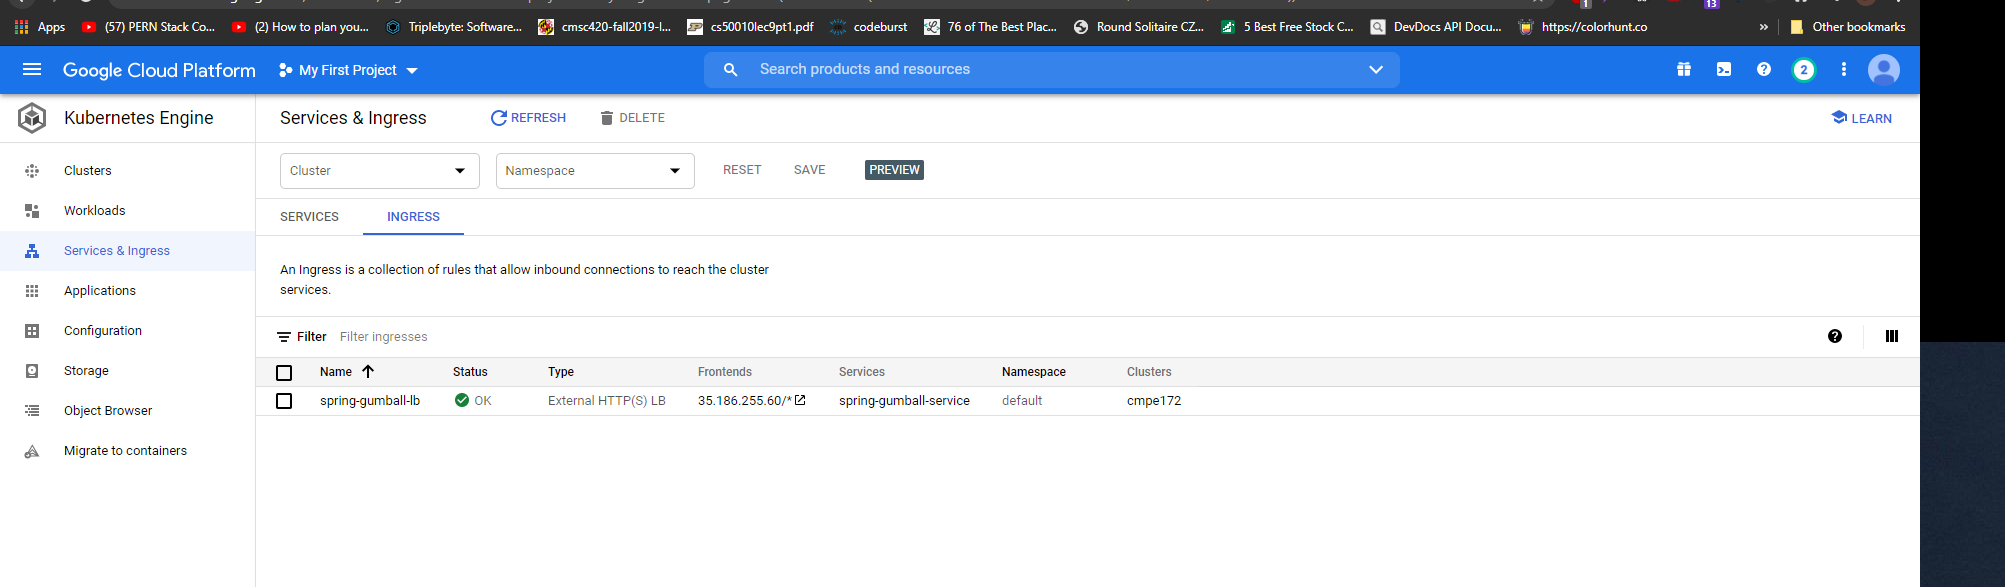 1 13
Apps (57) PERN Stack Co... (2) How to plan you... Triplebyte: Software... cmsc420-fall2019-l... cs50010lec9pt1.pdf codeburst 76 of The Best Plac... Round Solitaire CZ... 5 Best Free Stock C... DevDocs API Docu... https://colorhunt.co » Other bookmarks
Google Cloud Platform My First Project Search products and resources 2
Kubernetes Engine Services & Ingress REFRESH DELETE LEARN
Clusters
Workloads
Services & Ingress
Applications
Configuration
Storage
Object Browser
Migrate to containers
Cluster Namespace RESET SAVE PREVIEW
SERVICES INGRESS
An Ingress is a collection of rules that allow inbound connections to reach the cluster
services.
Filter Filter ingresses
Name Status Type Frontends Services Namespace Clusters
spring-gumball-lb OK External HTTP(S) LB 35.186.255.60/* spring-gumball-service default cmpe172